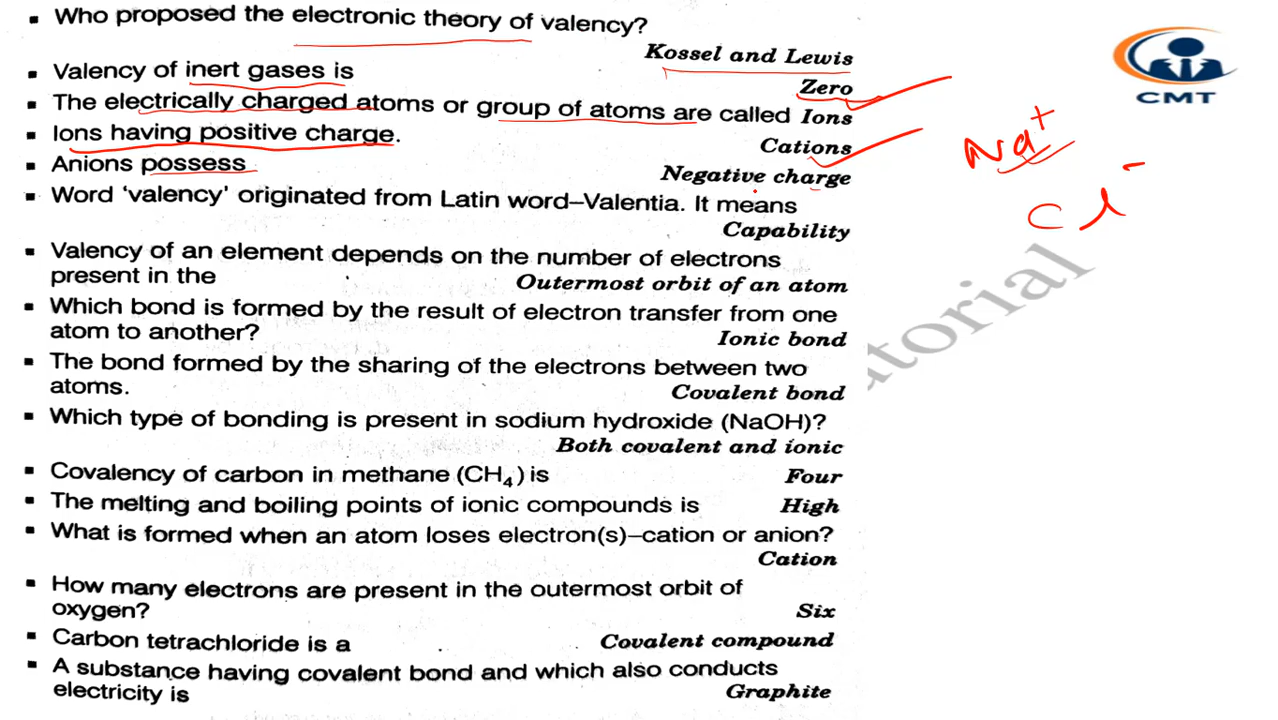 ▪ Who proposed the electronic theory of valency?
Kossel and Lewis
▪ Valency of inert gases is
Zero
▪ The electrically charged atoms or group of atoms are called Ions
▪ Ions having positive charge.
Cations
▪ Anions possess
Negative charge
▪ Word ‘valency’ originated from Latin word–Valentia. It means
Capability
▪ Valency of an element depends on the number of electrons
present in the Outermost orbit of an atom
▪ Which bond is formed by the result of electron transfer from one
atom to another? Ionic bond
▪ The bond formed by the sharing of the electrons between two
atoms. Covalent bond
▪ Which type of bonding is present in sodium hydroxide (NaOH)?
Both covalent and ionic
▪ Covalency of carbon in methane (CH₄) is Four
▪ The melting and boiling points of ionic compounds is High
▪ What is formed when an atom loses electron(s)–cation or anion?
Cation
▪ How many electrons are present in the outermost orbit of
oxygen? Six
▪ Carbon tetrachloride is a Covalent compound
▪ A substance having covalent bond and which also conducts
electricity is Graphite
CMT
Na⁺
Cl⁻
utorial